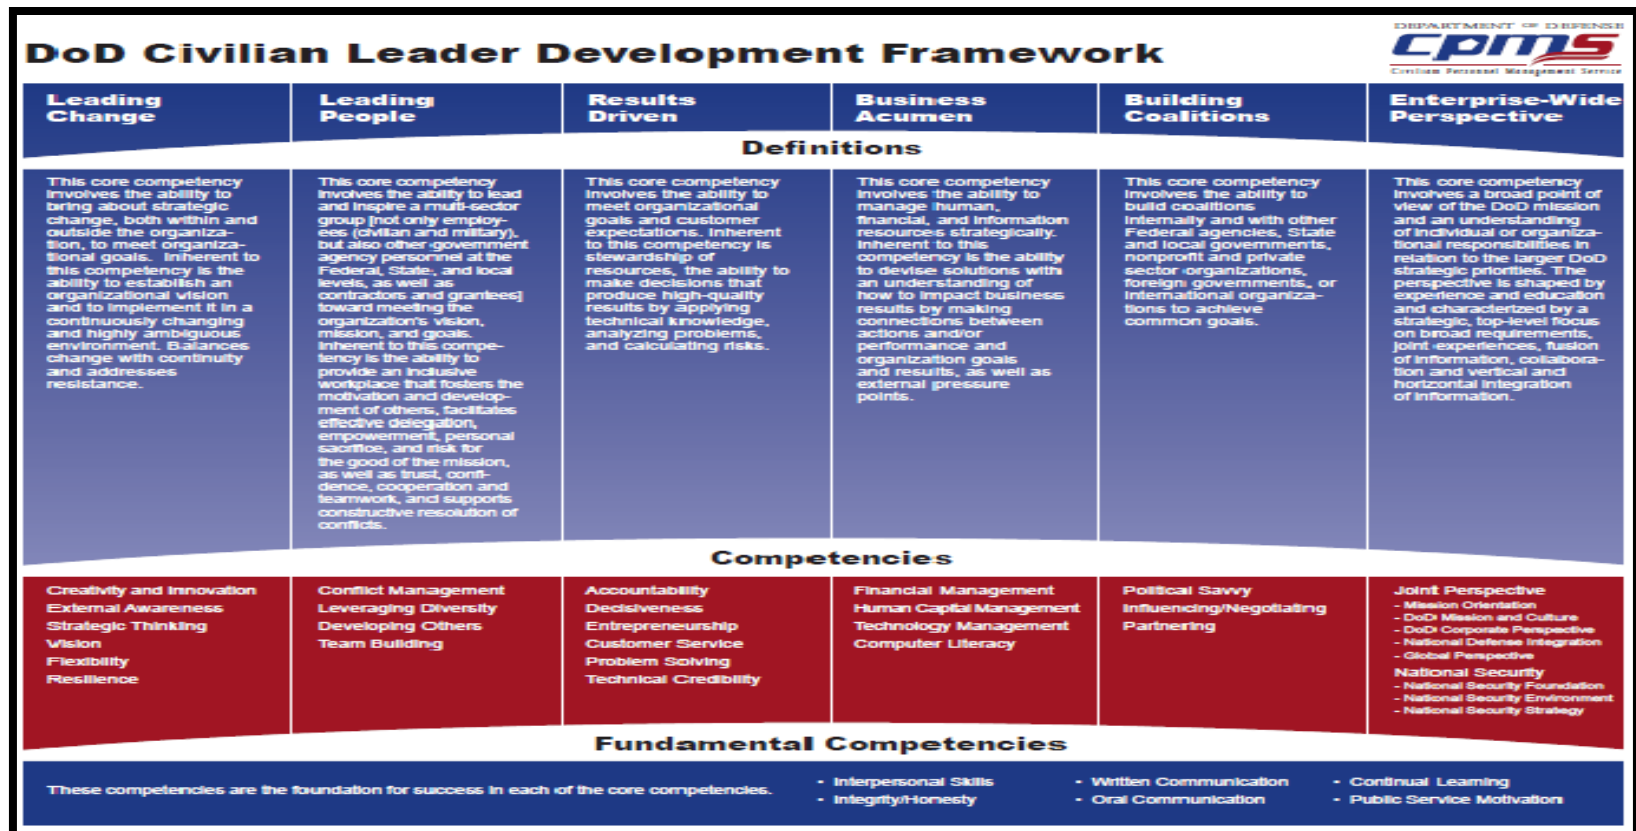 DEPARTMENT OF DEFENSE
cpms
Civilian Personnel Management Service
DoD Civilian Leader Development Framework
Leading
Change
Leading
People
Results
Driven
Business
Acumen
Building
Coalitions
Enterprise-Wide
Perspective
Definitions
This core competency
involves the ability to
bring about strategic
change, both within and
outside the organiza-
tion, to meet organiza-
tional goals. Inherent to
this competency is the
ability to establish an
organizational vision
and to implement it in a
continuously changing
and highly ambiguous
environment. Balances
change with continuity
and addresses
resistance.
This core competency
involves the ability to lead
and inspire a multi-sector
group [not only employ-
ees (civilian and military),
but also other government
agency personnel at the
Federal, State, and local
levels, as well as
contractors and grantees]
toward meeting the
organization's vision,
mission, and goals.
Inherent to this compe-
tency is the ability to
provide an inclusive
workplace that fosters the
motivation and develop-
ment of others, facilitates
effective delegation,
empowerment, personal
sacrifice, and risk for
the good of the mission,
as well as trust, confi-
dence, cooperation and
teamwork, and supports
constructive resolution of
conflicts.
This core competency
involves the ability to
meet organizational
goals and customer
expectations. Inherent
to this competency is
stewardship of
resources, the ability to
make decisions that
produce high-quality
results by applying
technical knowledge,
analyzing problems,
and calculating risks.
This core competency
involves the ability to
manage human,
financial, and information
resources strategically.
Inherent to this
competency is the ability
to devise solutions with
an understanding of
how to impact business
results by making
connections between
actions and/or
performance and
organization goals
and results, as well as
external pressure
points.
This core competency
involves the ability to
build coalitions
internally and with other
Federal agencies, State
and local governments,
nonprofit and private
sector organizations,
foreign governments, or
international organiza-
tions to achieve
common goals.
This core competency
involves a broad point of
view of the DoD mission
and an understanding
of individual or organiza-
tional responsibilities in
relation to the larger DoD
strategic priorities. The
perspective is shaped by
experience and education
and characterized by a
strategic, top-level focus
on broad requirements,
joint experiences, fusion
of information, collabora-
tion and vertical and
horizontal integration
of information.
Competencies
Creativity and Innovation
External Awareness
Strategic Thinking
Vision
Flexibility
Resilience
Conflict Management
Leveraging Diversity
Developing Others
Team Building
Accountability
Decisiveness
Entrepreneurship
Customer Service
Problem Solving
Technical Credibility
Financial Management
Human Capital Management
Technology Management
Computer Literacy
Political Savvy
Influencing/Negotiating
Partnering
Joint Perspective
- Mission Orientation
- DoD Mission and Culture
- DoD Corporate Perspective
- National Defense Integration
- Global Perspective
National Security
- National Security Foundation
- National Security Environment
- National Security Strategy
Fundamental Competencies
These competencies are the foundation for success in each of the core competencies.
- Interpersonal Skills
- Integrity/Honesty
- Written Communication
- Oral Communication
- Continual Learning
- Public Service Motivation